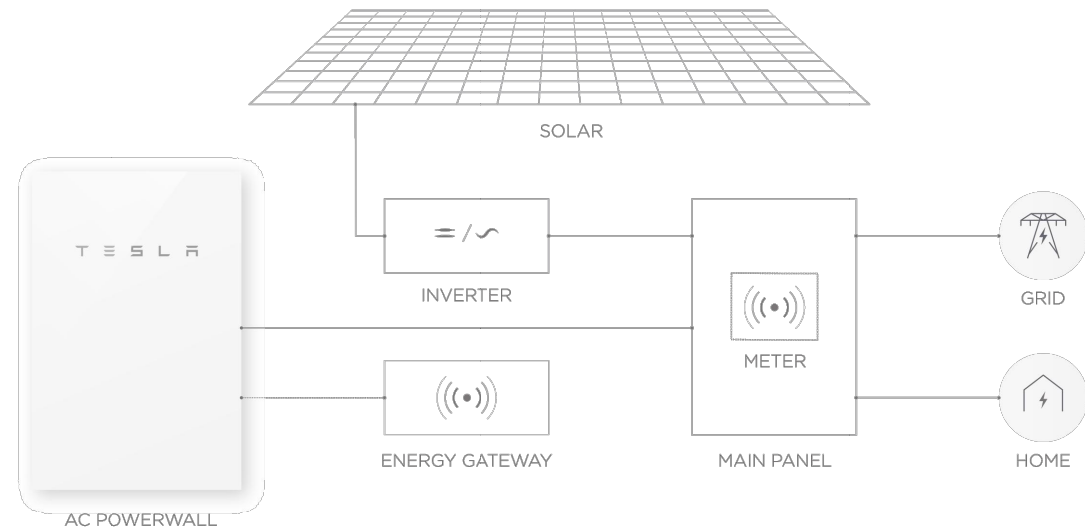 SOLAR
TESLA
INVERTER
GRID
METER
ENERGY GATEWAY
MAIN PANEL
HOME
AC POWERWALL